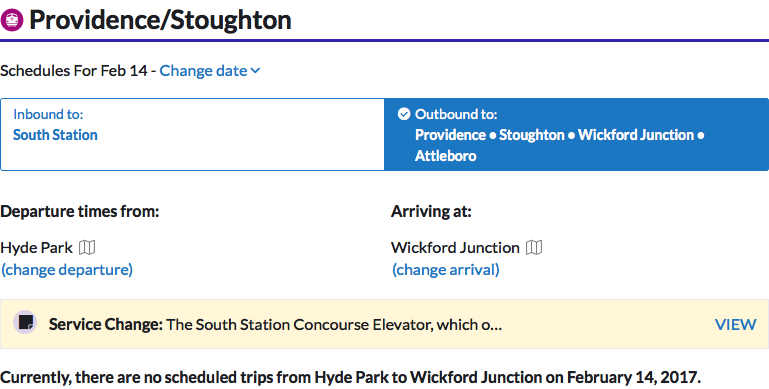 Providence/Stoughton
Schedules For Feb 14 - Change date
Inbound to:
South Station
Outbound to:
Providence • Stoughton • Wickford Junction •
Attleboro
Departure times from:
Hyde Park
(change departure)
Arriving at:
Wickford Junction
(change arrival)
Service Change: The South Station Concourse Elevator, which o...
VIEW
Currently, there are no scheduled trips from Hyde Park to Wickford Junction on February 14, 2017.